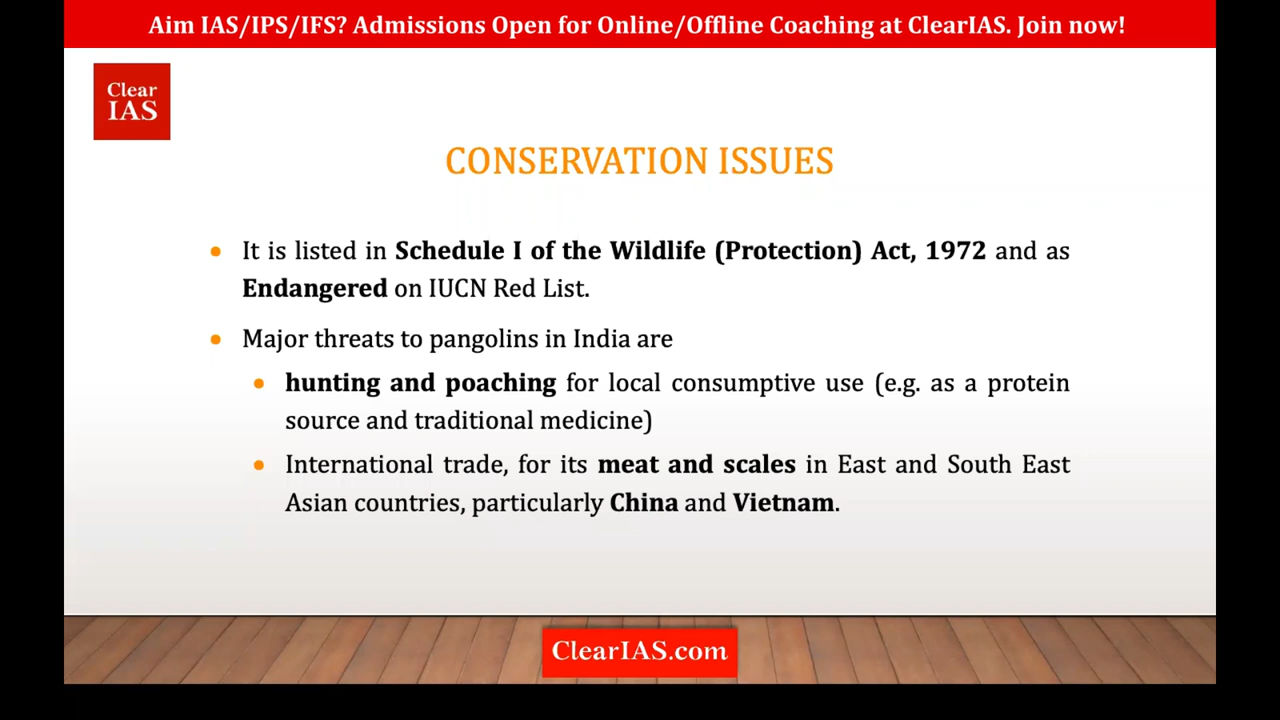 Aim IAS/IPS/IFS? Admissions Open for Online/Offline Coaching at ClearIAS. Join now!
Clear
IAS
CONSERVATION ISSUES
• It is listed in Schedule I of the Wildlife (Protection) Act, 1972 and as
Endangered on IUCN Red List.
• Major threats to pangolins in India are
• hunting and poaching for local consumptive use (e.g. as a protein
source and traditional medicine)
• International trade, for its meat and scales in East and South East
Asian countries, particularly China and Vietnam.
ClearIAS.com